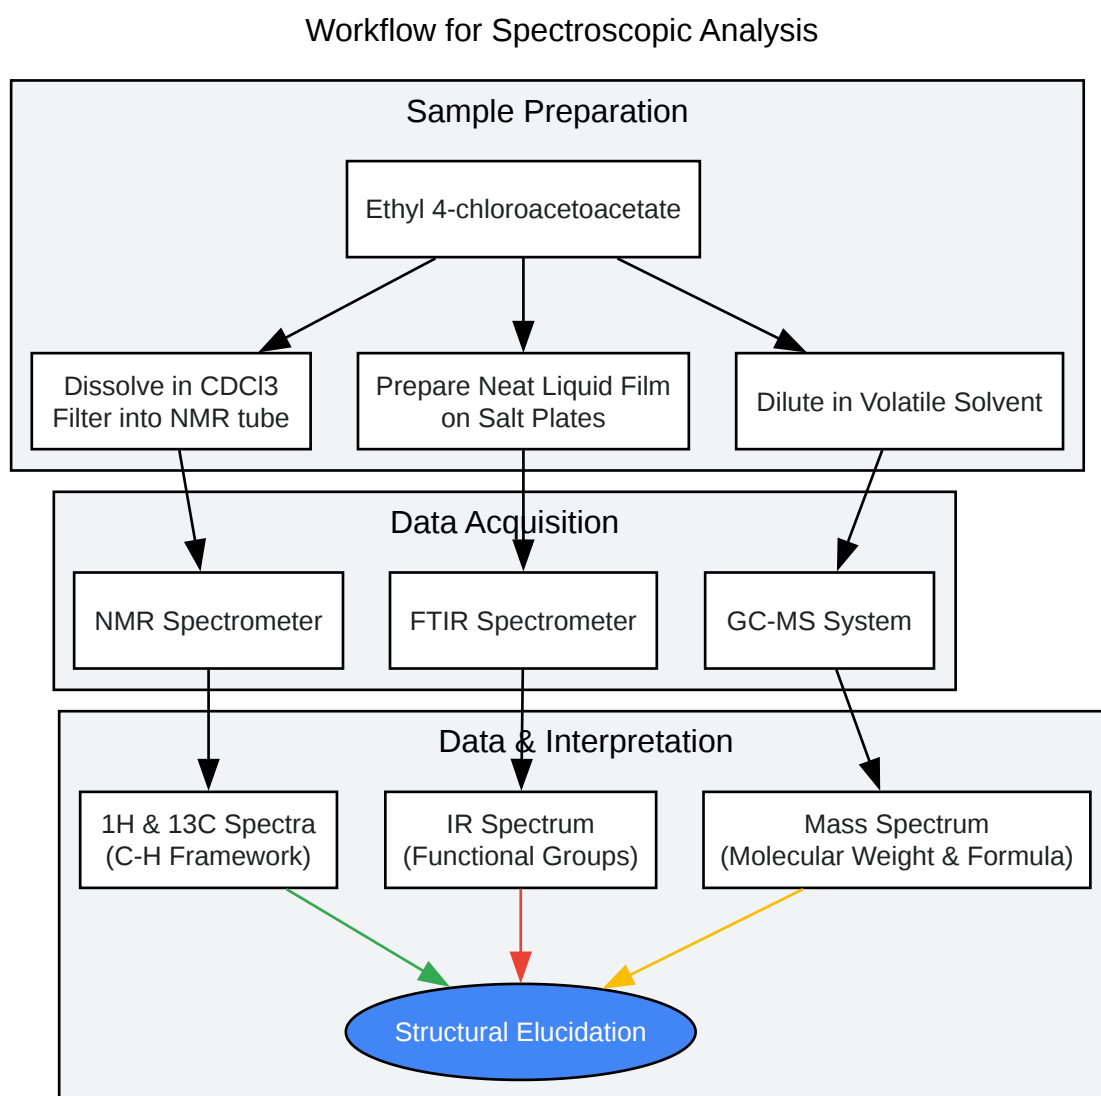 Workflow for Spectroscopic Analysis
Sample Preparation
Ethyl 4-chloroacetoacetate
Dissolve in CDCl3
Filter into NMR tube
Prepare Neat Liquid Film
on Salt Plates
Dilute in Volatile Solvent
Data Acquisition
NMR Spectrometer
FTIR Spectrometer
GC-MS System
Data & Interpretation
1H & 13C Spectra
(C-H Framework)
IR Spectrum
(Functional Groups)
Mass Spectrum
(Molecular Weight & Formula)
Structural Elucidation